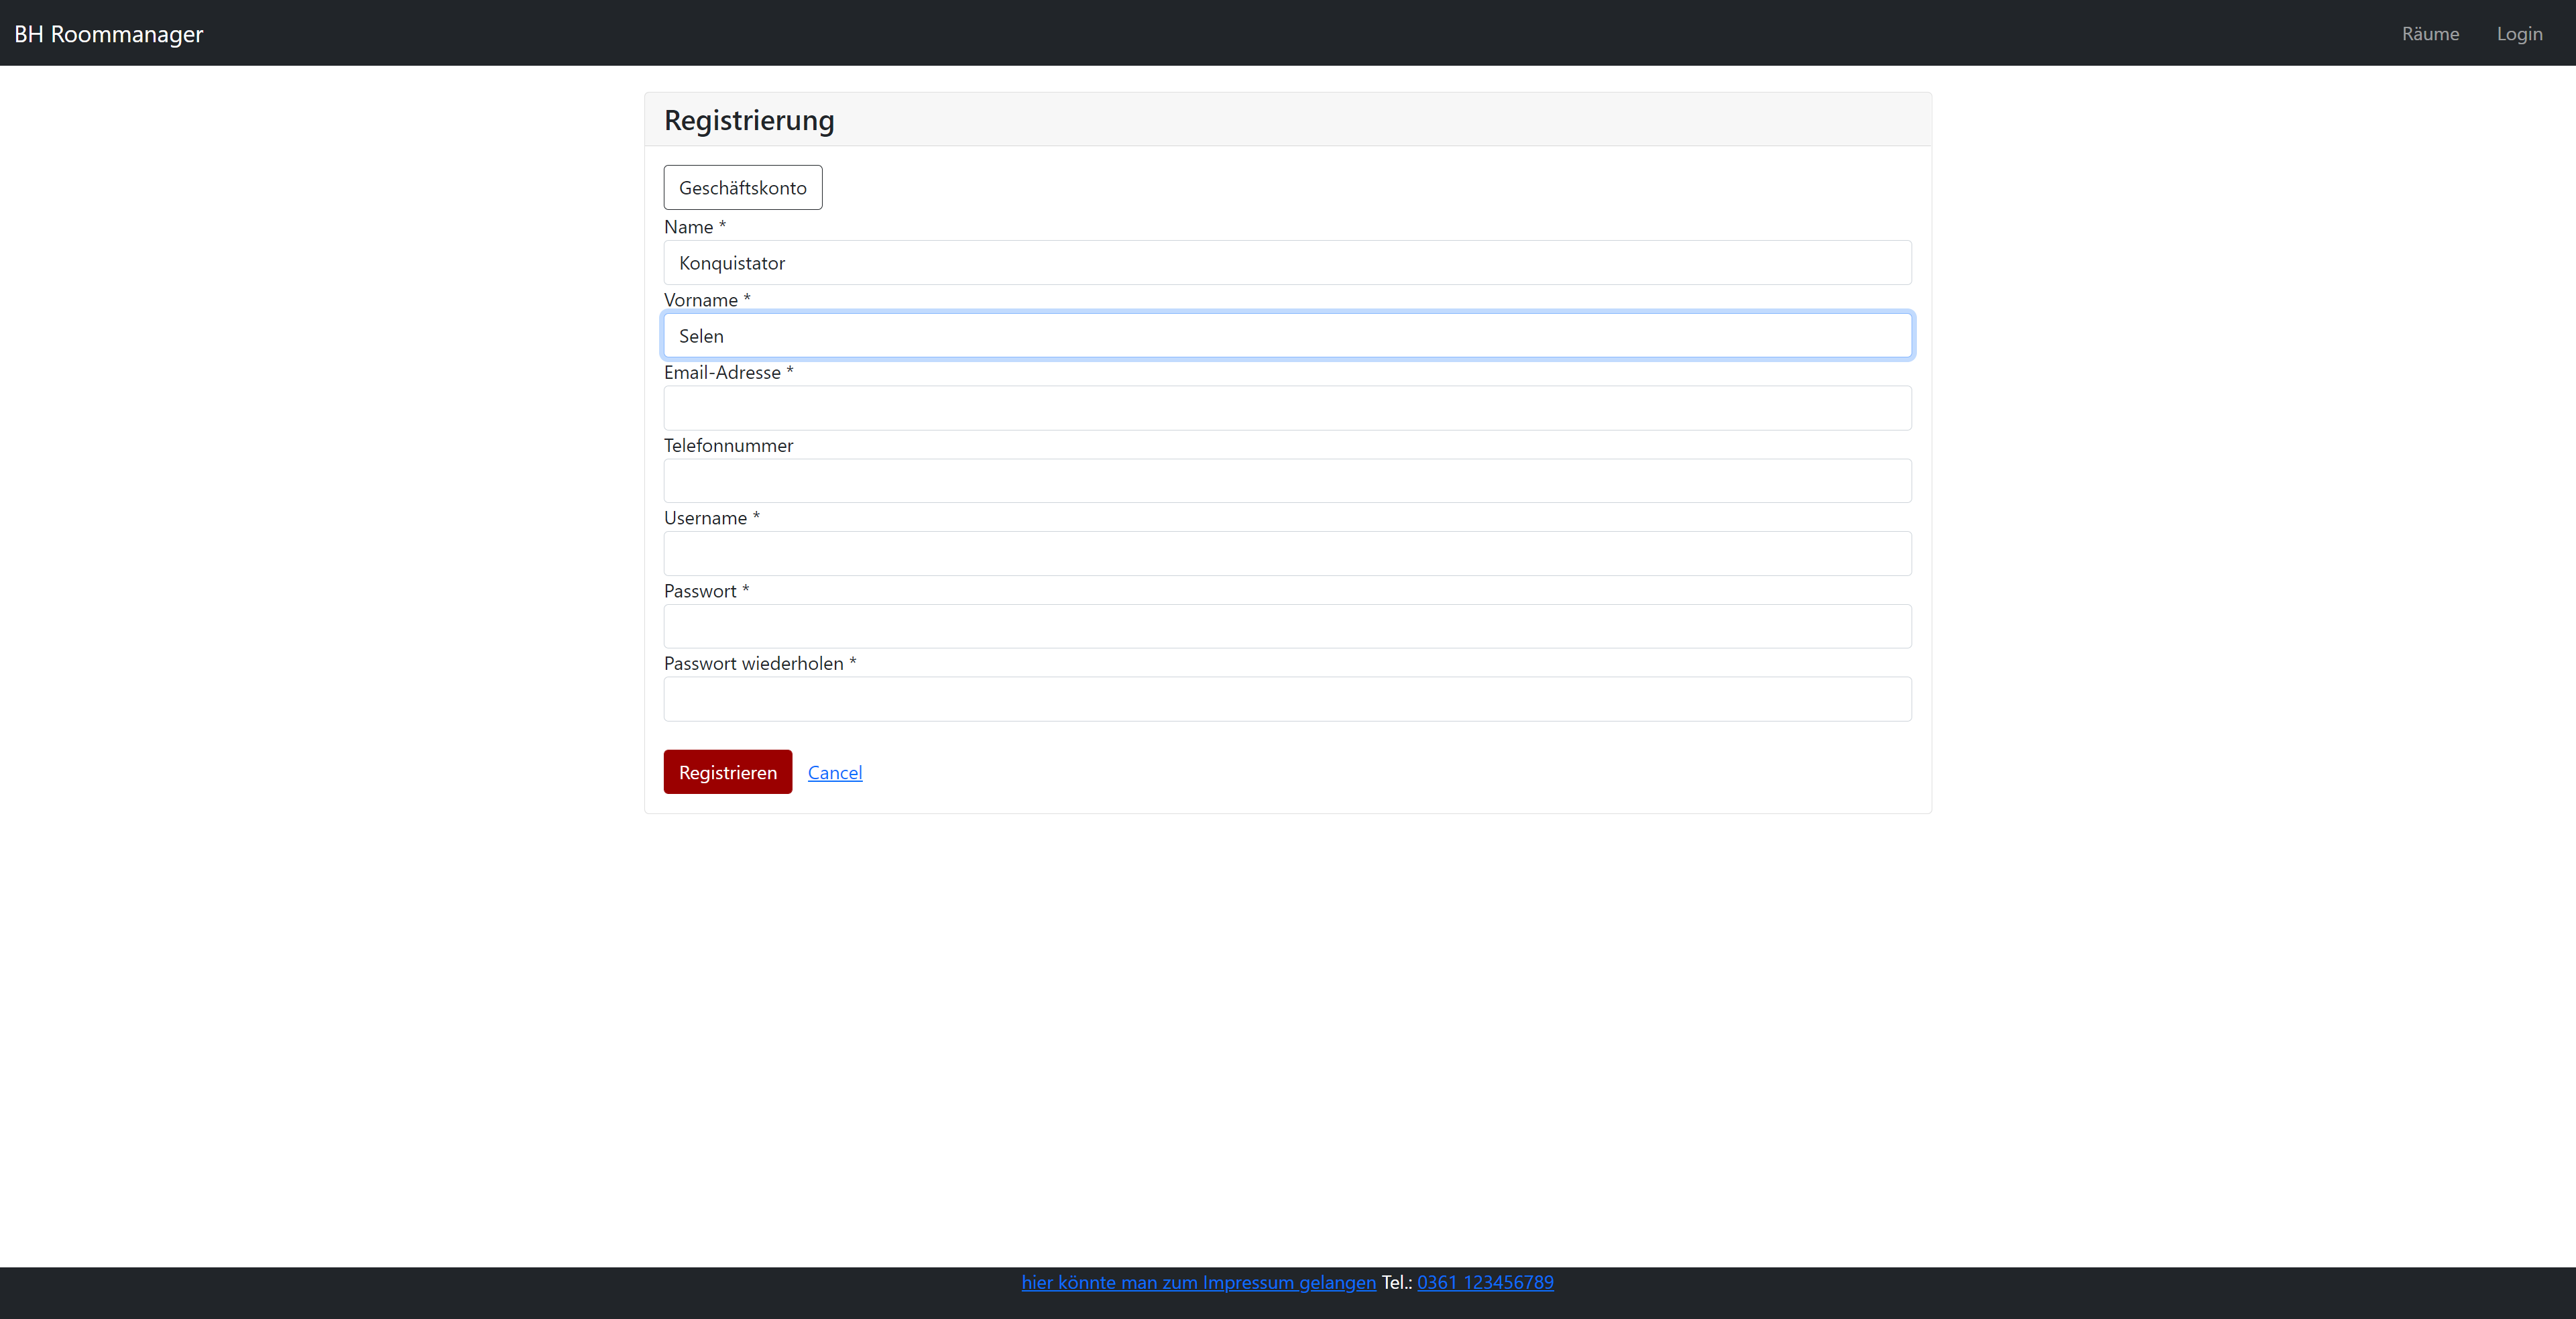 BH Roommanager
Räume Login
Registrierung
Geschäftskonto
Name *
Konquistator
Vorname *
Selen
Email-Adresse *
Telefonnummer
Username *
Passwort *
Passwort wiederholen *
Registrieren Cancel
hier könnte man zum Impressum gelangen Tel.: 0361 123456789